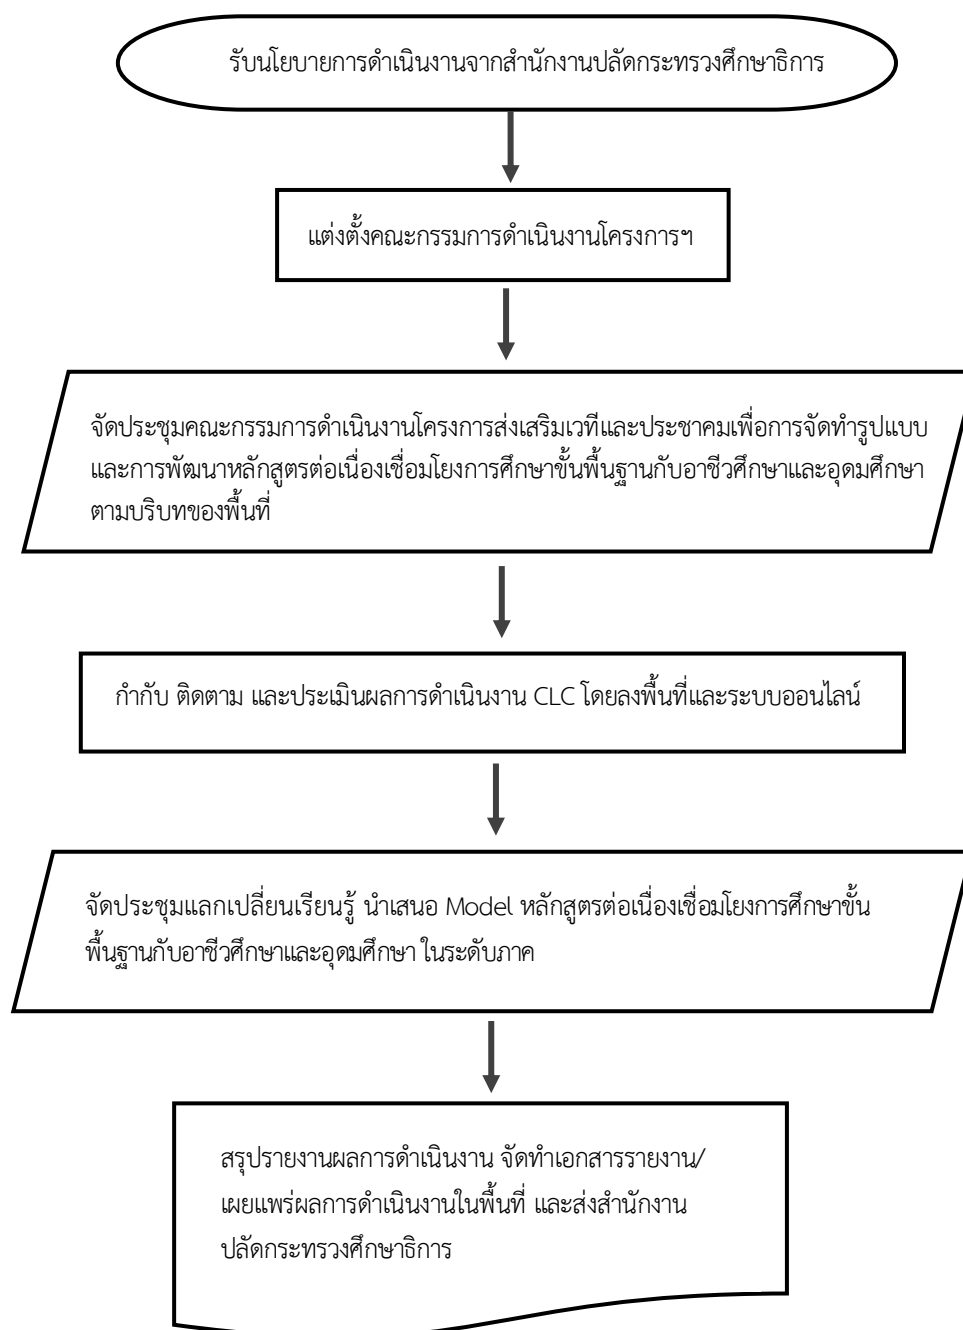 รับนโยบายการดำเนินงานจากสำนักงานปลัดกระทรวงศึกษาธิการ
แต่งตั้งคณะกรรมการดำเนินงานโครงการฯ
จัดประชุมคณะกรรมการดำเนินงานโครงการส่งเสริมเวทีและประชาคมเพื่อการจัดทำรูปแบบ
และการพัฒนาหลักสูตรต่อเนื่องเชื่อมโยงการศึกษาขั้นพื้นฐานกับอาชีวศึกษาและอุดมศึกษา
ตามบริบทของพื้นที่
กำกับ ติดตาม และประเมินผลการดำเนินงาน CLC โดยลงพื้นที่และระบบออนไลน์
จัดประชุมแลกเปลี่ยนเรียนรู้ นำเสนอ Model หลักสูตรต่อเนื่องเชื่อมโยงการศึกษาขั้น
พื้นฐานกับอาชีวศึกษาและอุดมศึกษา ในระดับภาค
สรุปรายงานผลการดำเนินงาน จัดทำเอกสารรายงาน/
เผยแพร่ผลการดำเนินงานในพื้นที่ และส่งสำนักงาน
ปลัดกระทรวงศึกษาธิการ